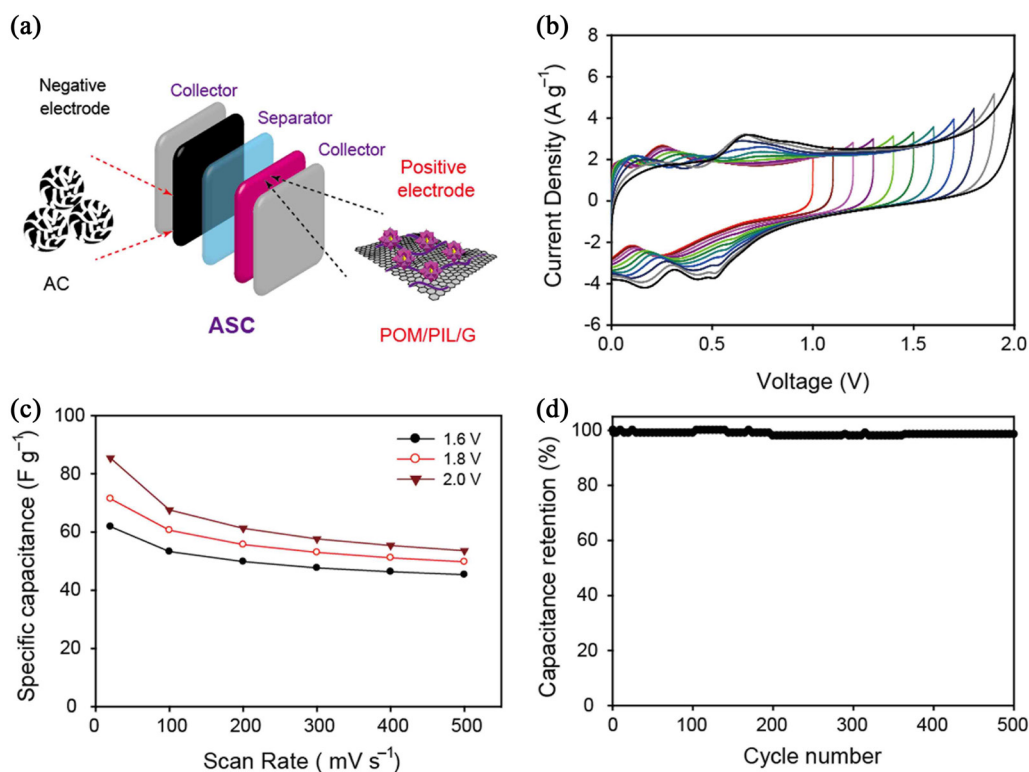 (a)
Negative
electrode
Collector
Separator
Collector
Positive
electrode
AC
ASC
POM/PIL/G
(b)
Current Density (A g⁻¹)
8
6
4
2
0
-2
-4
-6
0.0
0.5
1.0
1.5
2.0
Voltage (V)
(c)
Specific capacitance (F g⁻¹)
100
80
60
40
20
0
1.6 V
1.8 V
2.0 V
0
100
200
300
400
500
Scan Rate ( mV s⁻¹)
(d)
Capacitance retention (%)
100
80
60
40
20
0
0
100
200
300
400
500
Cycle number